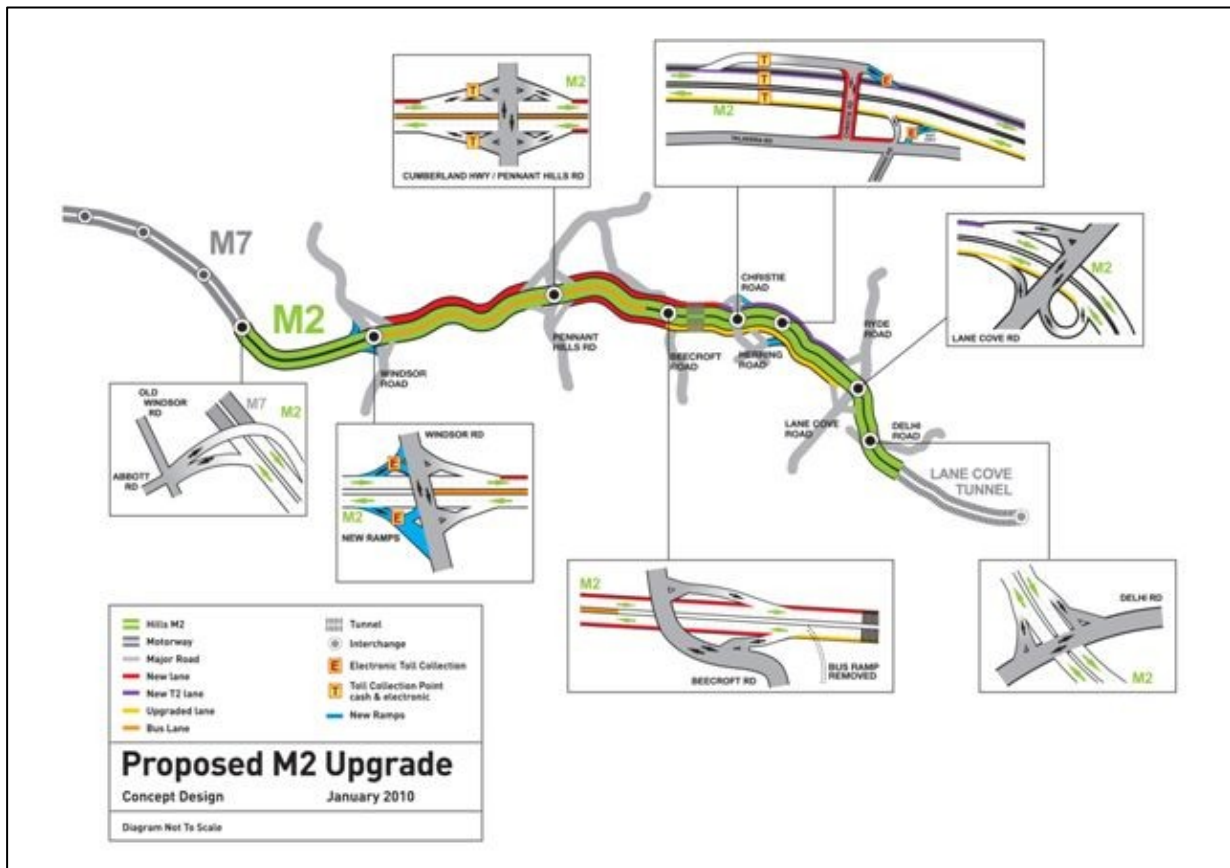 T
M2
T
CUMBERLAND HWY / PENNANT HILLS RD
T
T
T
E
M2
CHRISTIE RD
E
TALAVERA RD
M7
M2
WINDSOR
ROAD
PENNANT
HILLS RD
BEECROFT
ROAD
CHRISTIE
ROAD
HERRING
ROAD
RYDE
ROAD
LANE COVE
ROAD
DELHI
ROAD
LANE COVE
TUNNEL
M2
LANE COVE RD
OLD
WINDSOR
RD
M7
M2
ABBOTT
RD
WINDSOR RD
E
M2
E
NEW RAMPS
M2
BUS RAMP
REMOVED
BEECROFT RD
DELHI RD
M2
Hills M2
Motorway
Major Road
New lane
New T2 lane
Upgraded lane
Bus Lane
Tunnel
Interchange
E Electronic Toll Collection
T Toll Collection Point
cash & electronic
New Ramps
Proposed M2 Upgrade
Concept Design January 2010
Diagram Not To Scale